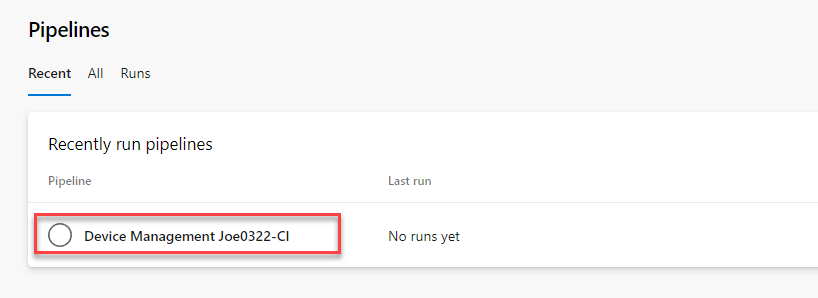 Pipelines
Recent All Runs
Recently run pipelines
Pipeline Last run
Device Management Joe0322-CI No runs yet